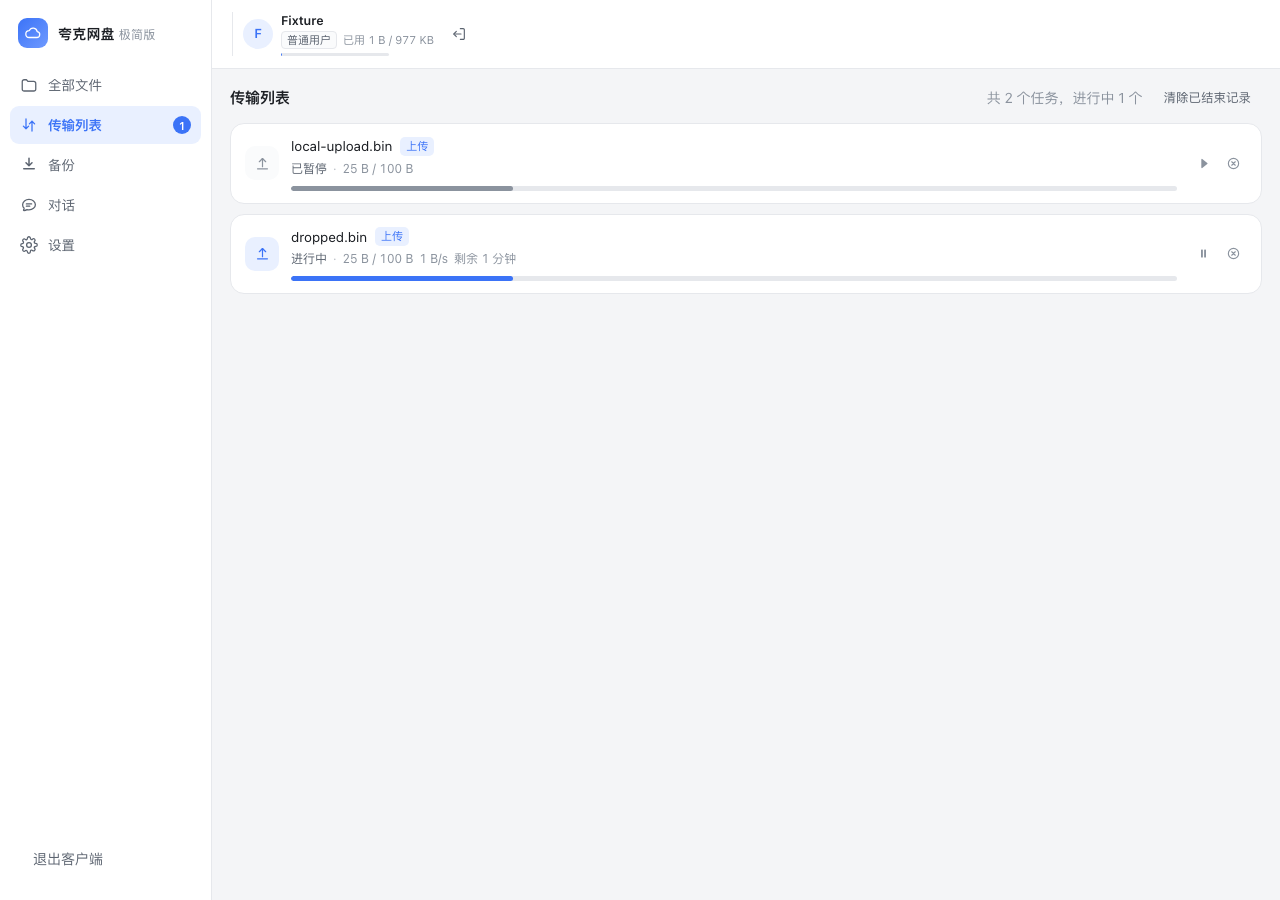 夸克网盘 极简版
全部文件
传输列表 1
备份
对话
设置
退出客户端
F
Fixture
普通用户 已用 1 B / 977 KB
传输列表
共 2 个任务，进行中 1 个 清除已结束记录
local-upload.bin 上传
已暂停 · 25 B / 100 B
dropped.bin 上传
进行中 · 25 B / 100 B 1 B/s 剩余 1 分钟